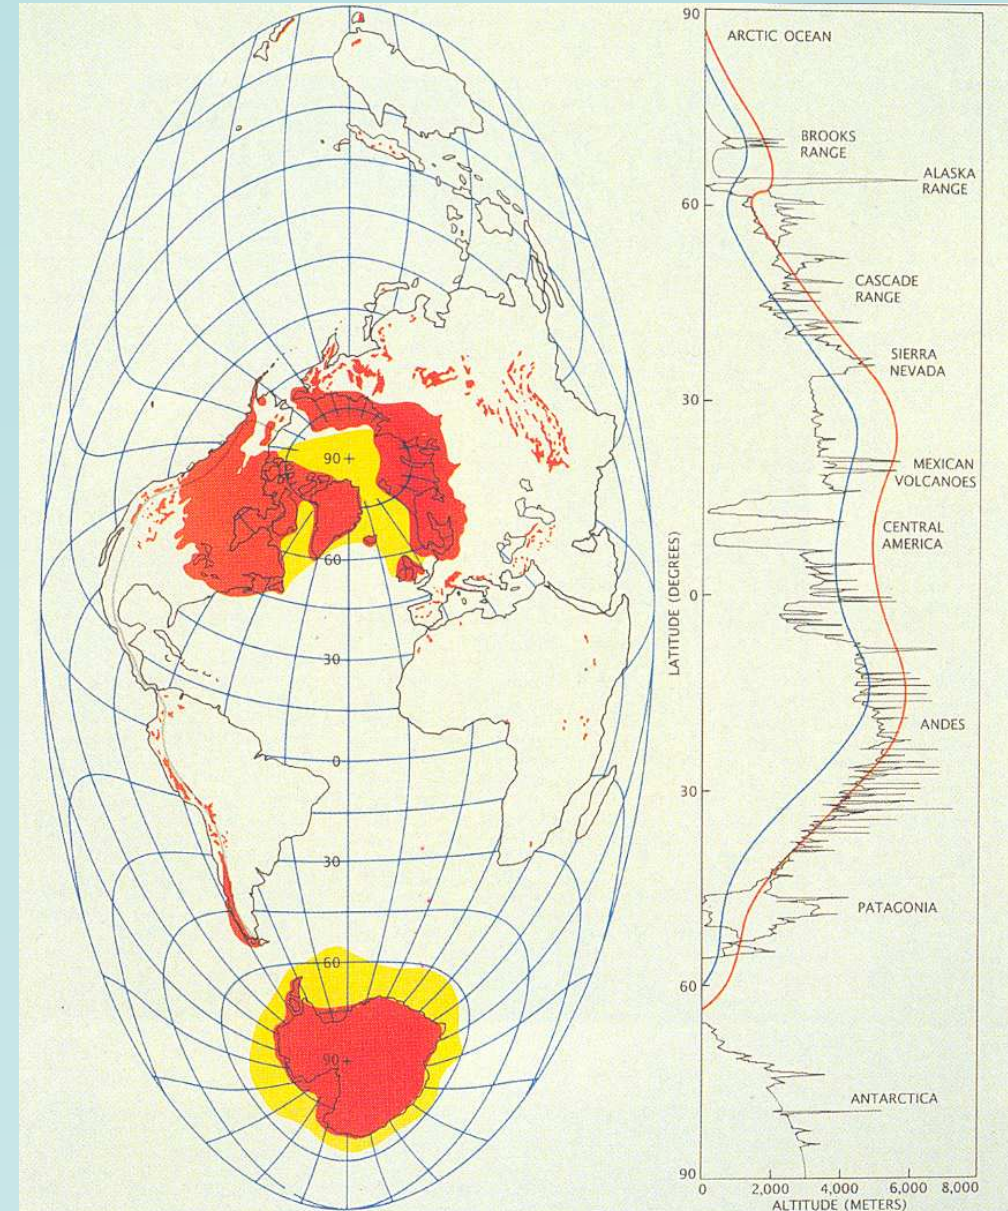 90+
60
30
0
30
60
90+
90
60
30
0
30
60
90
LATITUDE (DEGREES)
ARCTIC OCEAN
BROOKS
RANGE
ALASKA
RANGE
CASCADE
RANGE
SIERRA
NEVADA
MEXICAN
VOLCANOES
CENTRAL
AMERICA
ANDES
PATAGONIA
ANTARCTICA
0 2,000 4,000 6,000 8,000
ALTITUDE (METERS)